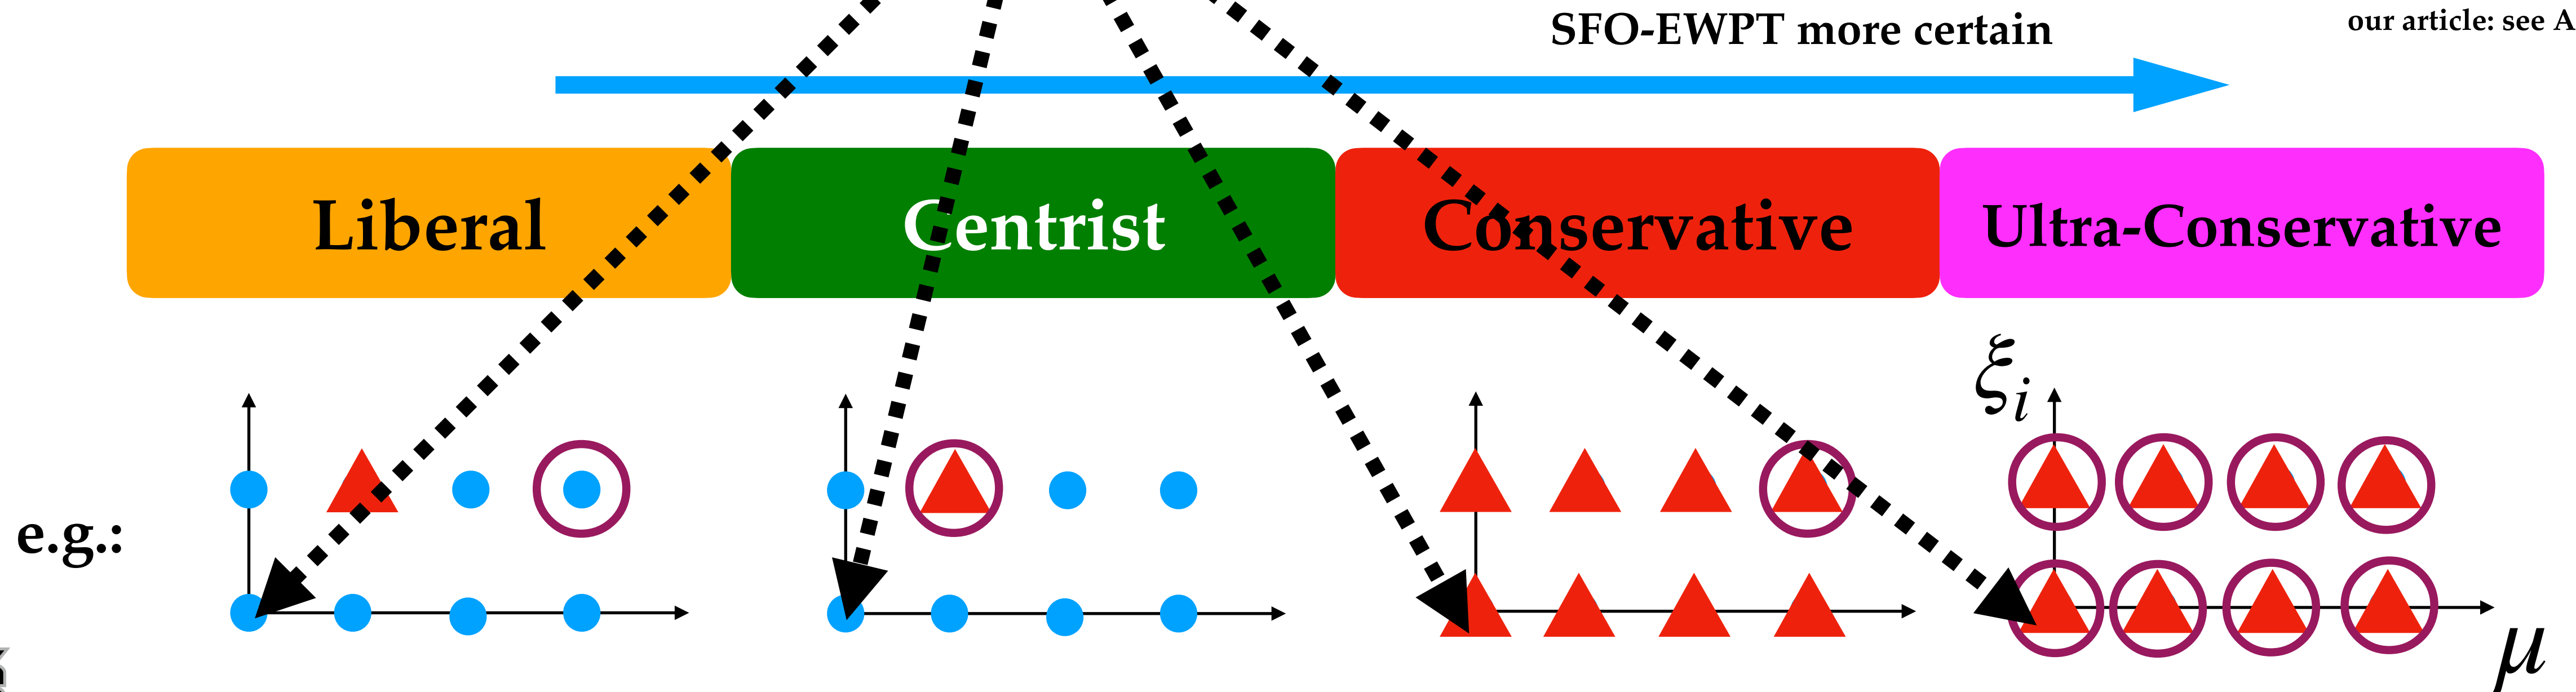 SFO-EWPT more certain
our article: see A
Liberal
Centrist
Conservative
Ultra-Conservative
ξi
e.g.:
μ